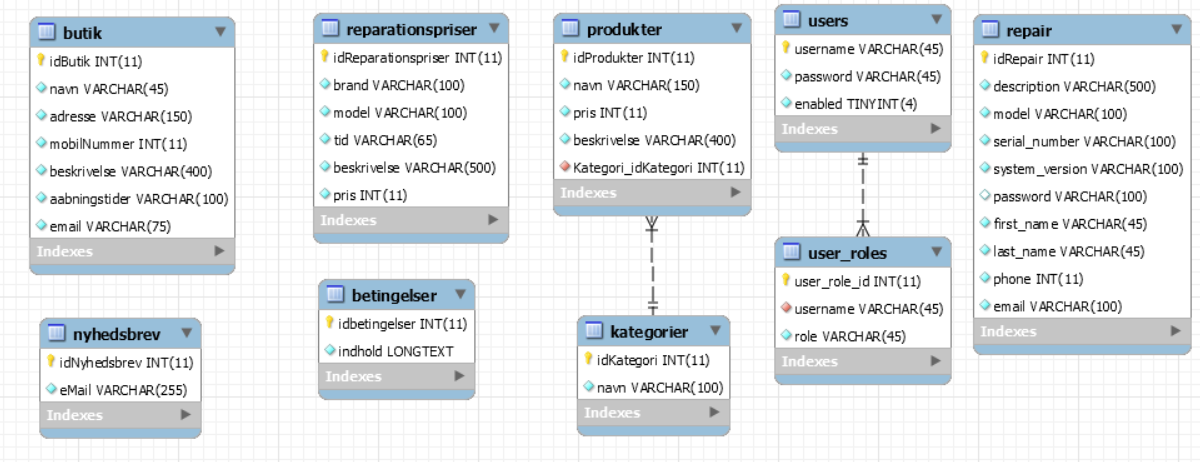 butik
idButik INT(11)
navn VARCHAR(45)
adresse VARCHAR(150)
mobilNummer INT(11)
beskrivelse VARCHAR(400)
aabningstider VARCHAR(100)
email VARCHAR(75)
Indexes
nyhedsbrev
idNyhedsbrev INT(11)
eMail VARCHAR(255)
Indexes
reparationspriser
idReparationspriser INT(11)
brand VARCHAR(100)
model VARCHAR(100)
tid VARCHAR(65)
beskrivelse VARCHAR(500)
pris INT(11)
Indexes
betingelser
idbetingelser INT(11)
indhold LONGTEXT
Indexes
produkter
idProdukter INT(11)
navn VARCHAR(150)
pris INT(11)
beskrivelse VARCHAR(400)
Kategori_idKategori INT(11)
Indexes
kategorier
idKategori INT(11)
navn VARCHAR(100)
Indexes
users
username VARCHAR(45)
password VARCHAR(45)
enabled TINYINT(4)
Indexes
user_roles
user_role_id INT(11)
username VARCHAR(45)
role VARCHAR(45)
Indexes
repair
idRepair INT(11)
description VARCHAR(500)
model VARCHAR(100)
serial_number VARCHAR(100)
system_version VARCHAR(100)
password VARCHAR(100)
first_name VARCHAR(45)
last_name VARCHAR(45)
phone INT(11)
email VARCHAR(100)
Indexes